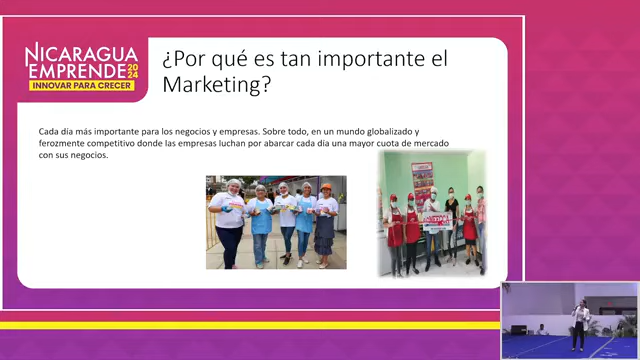 NICARAGUA
EMPRENDE 2024
INNOVAR PARA CRECER
¿Por qué es tan importante el
Marketing?
Cada día más importante para los negocios y empresas. Sobre todo, en un mundo globalizado y
ferozmente competitivo donde las empresas luchan por abarcar cada día una mayor cuota de mercado
con sus negocios.